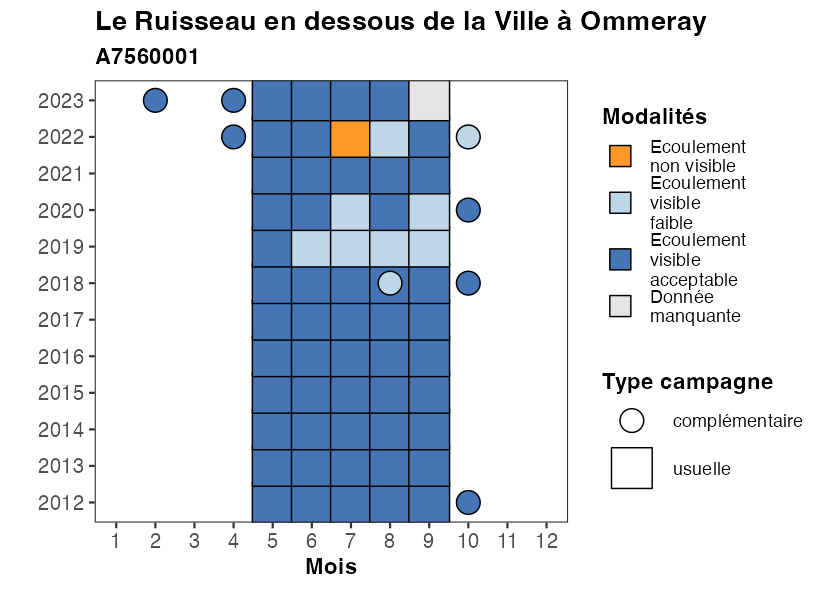 Le Ruisseau en dessous de la Ville à Ommeray
A7560001
2023
2022
2021
2020
2019
2018
2017
2016
2015
2014
2013
2012
1 2 3 4 5 6 7 8 9 10 11 12
Mois
Modalités
Ecoulement
non visible
Ecoulement
visible
faible
Ecoulement
visible
acceptable
Donnée
manquante
Type campagne
complémentaire
usuelle